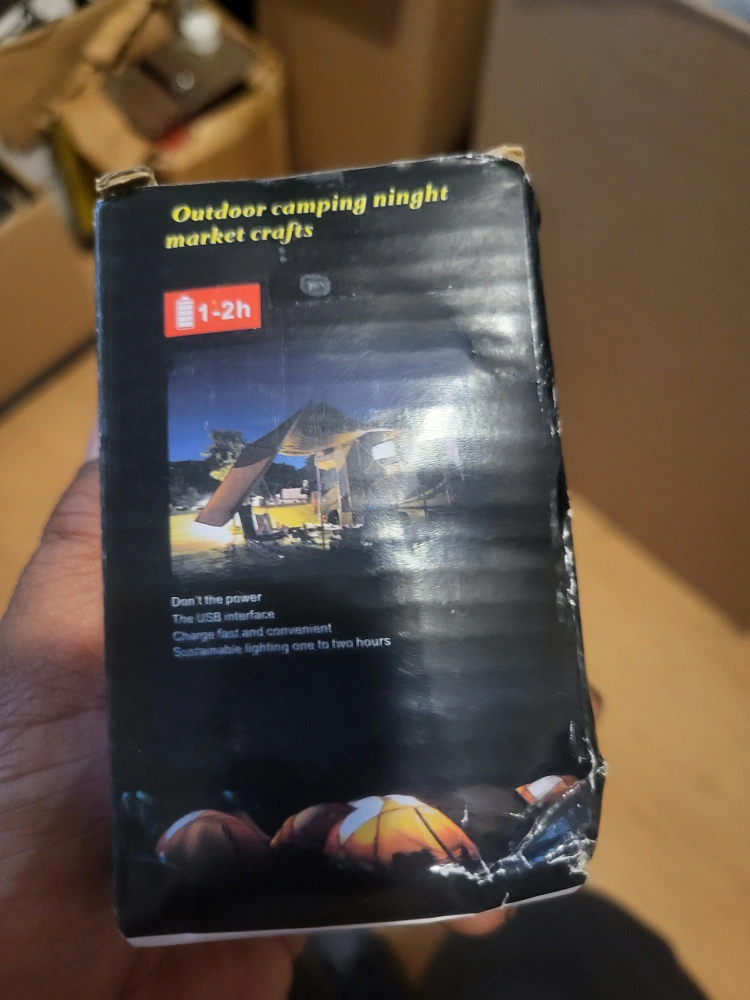 Outdoor camping ninght
market crafts
1-2h
Don't the power
The USB interface
Charge fast and convenient
Sustainable lighting one to two hours